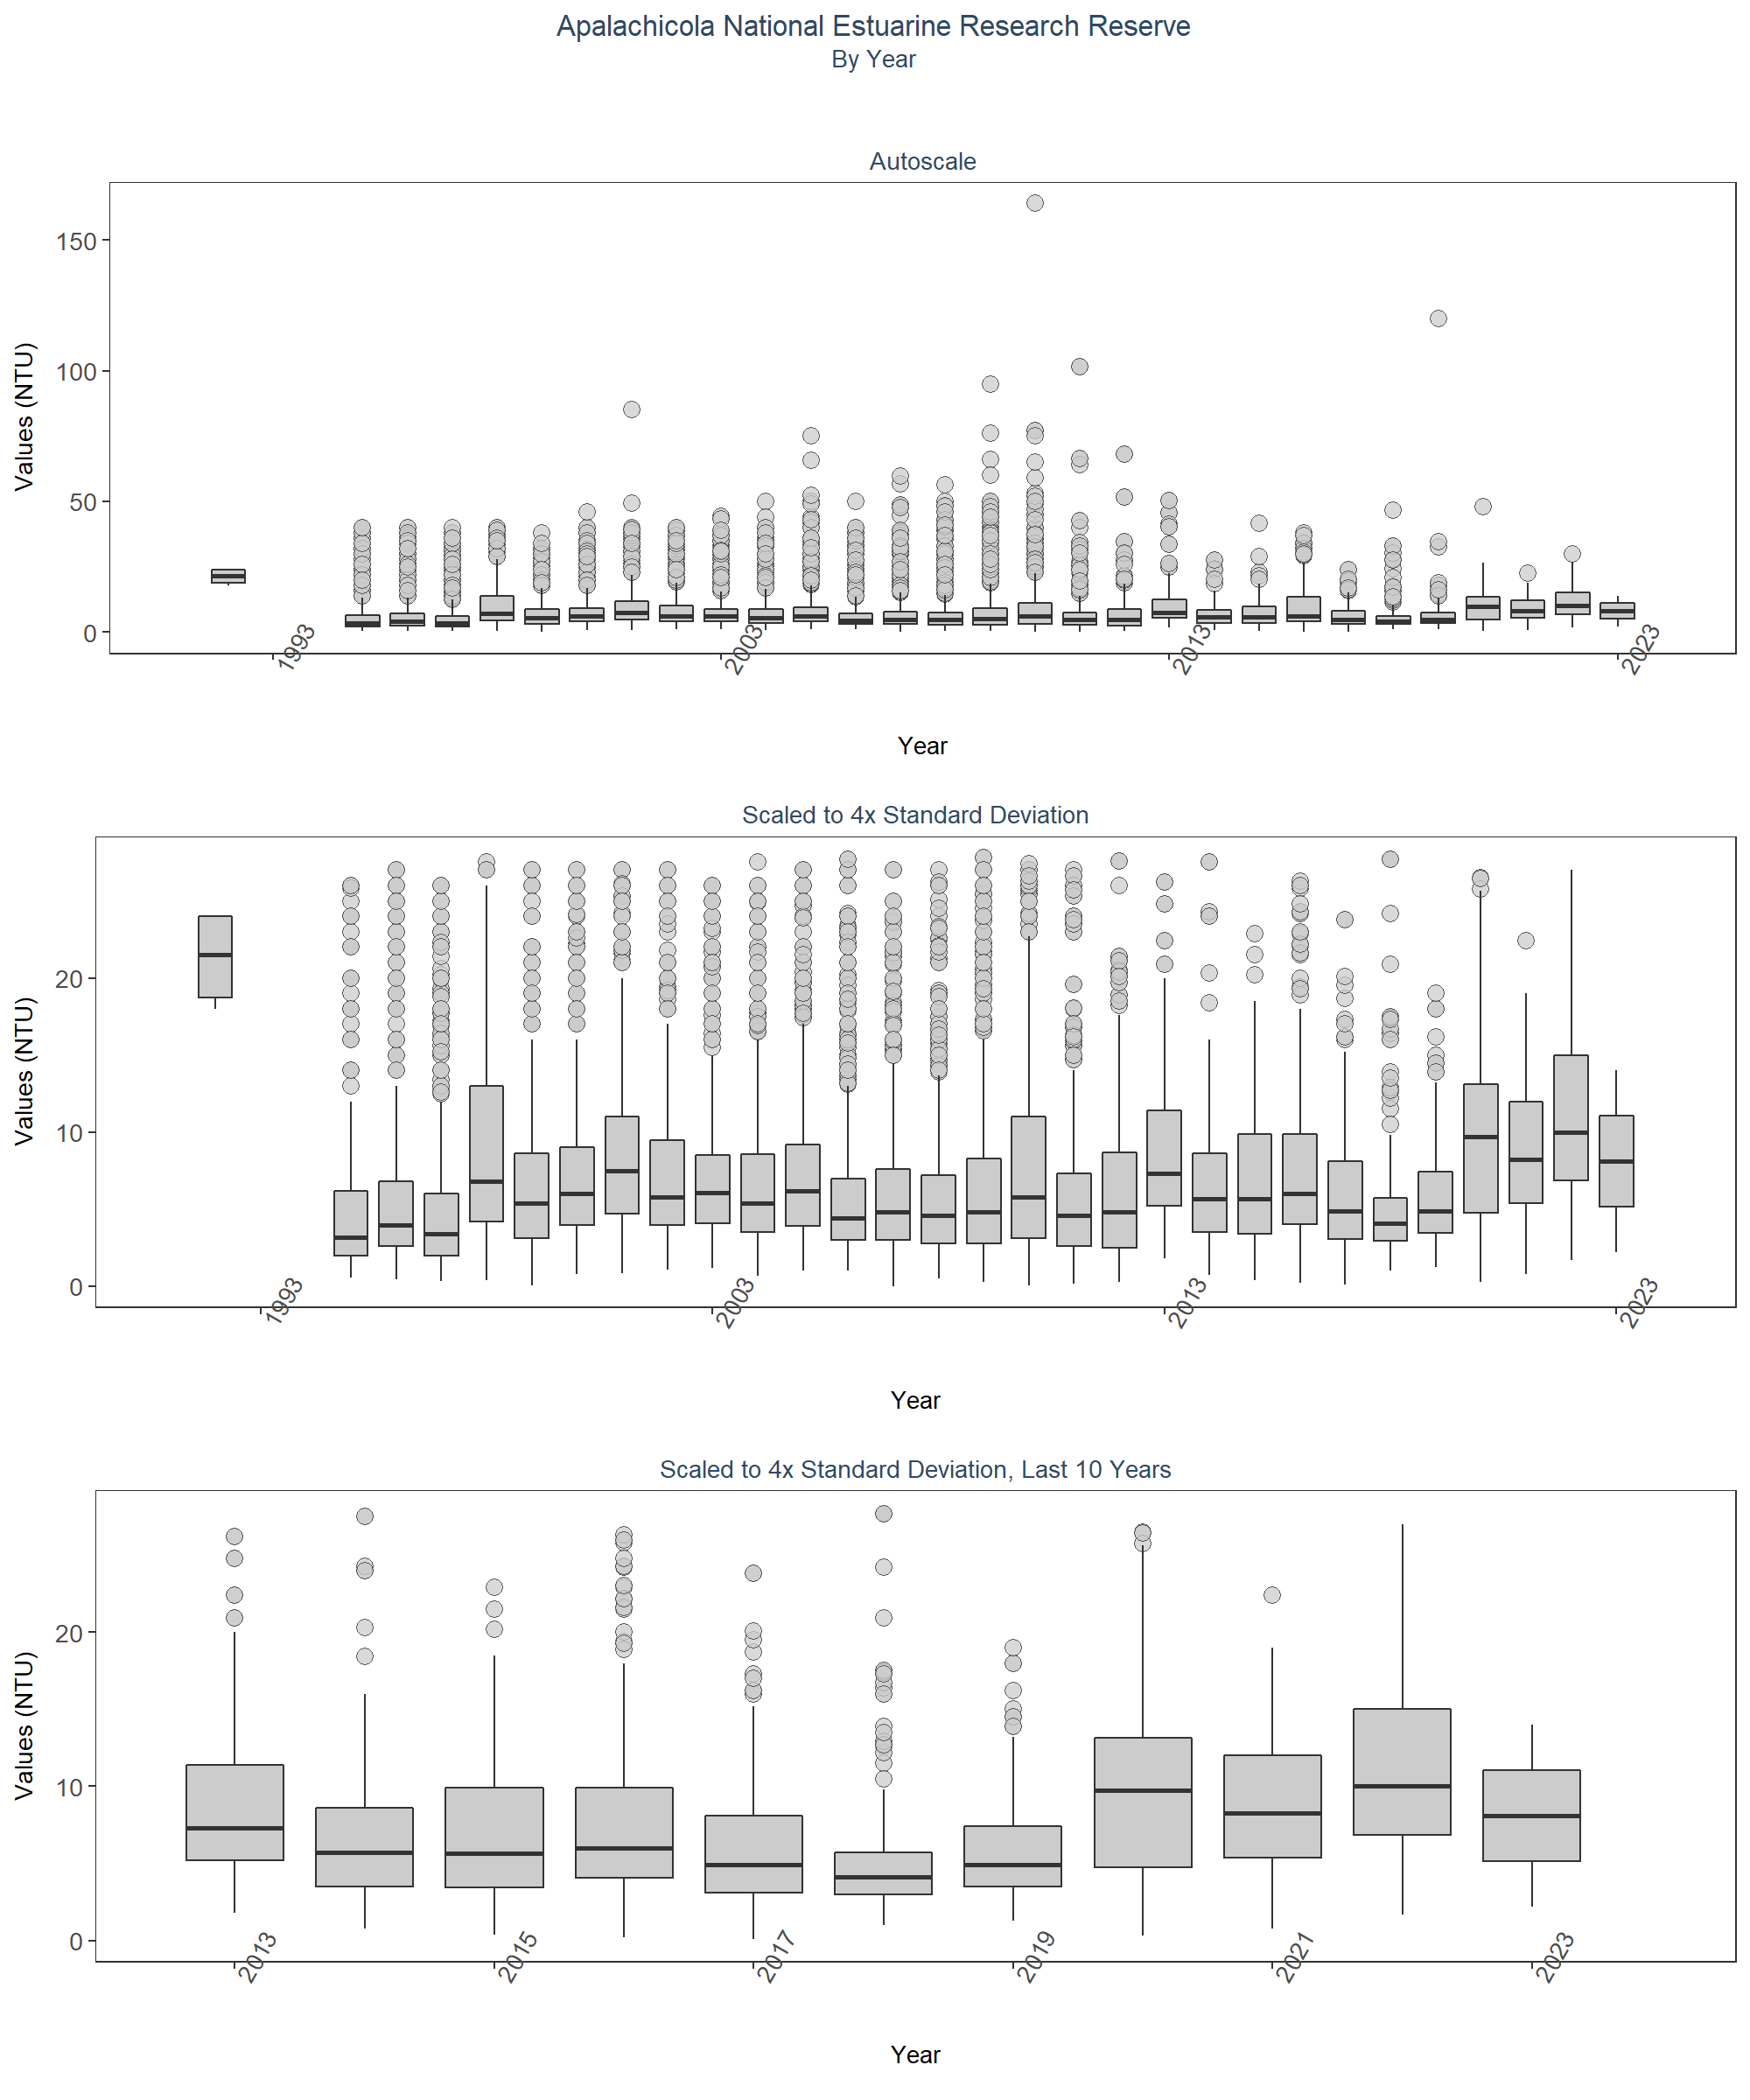 Apalachicola National Estuarine Research Reserve
By Year
Autoscale
Values (NTU)
150
100
50
0
1993
2003
2013
2023
Year
Scaled to 4x Standard Deviation
Values (NTU)
20
10
0
1993
2003
2013
2023
Year
Scaled to 4x Standard Deviation, Last 10 Years
Values (NTU)
20
10
0
2013
2015
2017
2019
2021
2023
Year